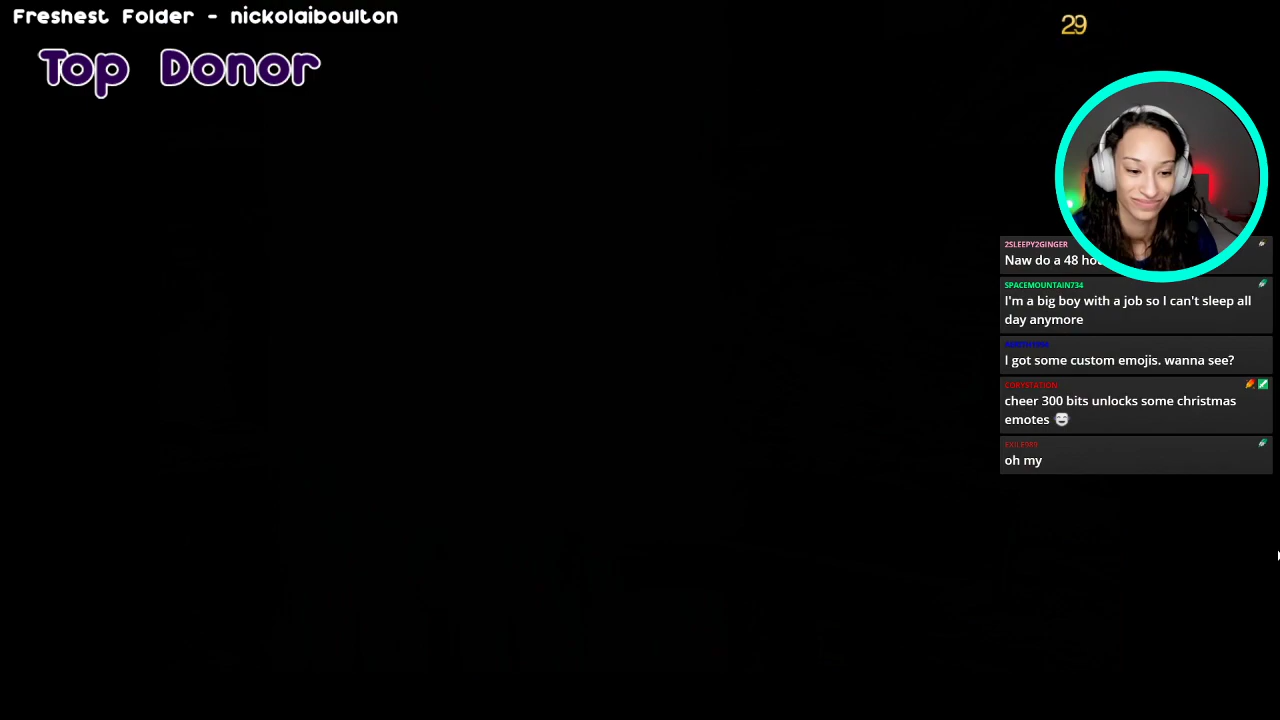 Freshest Folder - nickolaiboulton
29
Top Donor
2SLEEPY2GINGER
Naw do a 48
SPACEMOUNTAIN734
I'm a big boy with a job so I can't sleep all
day anymore
I got some custom emojis. wanna see?
CORYSTATION
cheer 300 bits unlocks some christmas
emotes
EXILE989
oh my